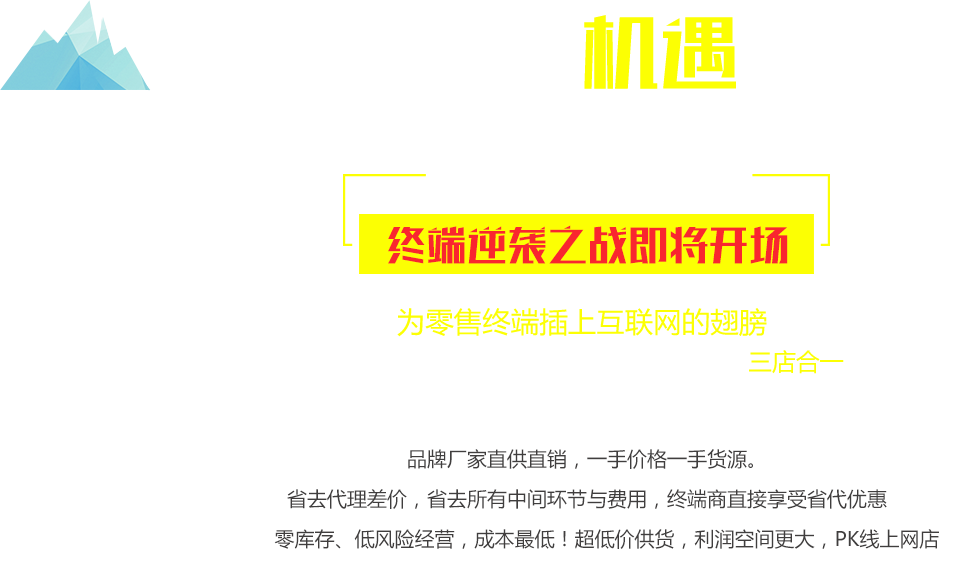 机遇
终端逆袭之战即将开场
为零售终端插上互联网的翅膀
三店合一
品牌厂家直供直销，一手价格一手货源。
省去代理差价，省去所有中间环节与费用，终端商直接享受省代优惠
零库存、低风险经营，成本最低！超低价供货，利润空间更大，PK线上网店